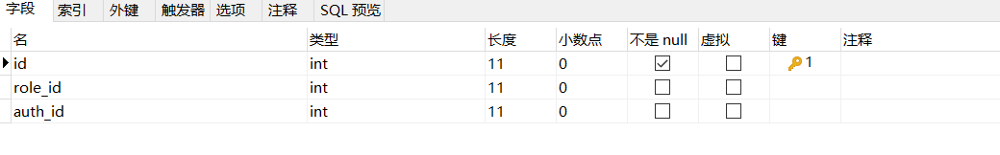 字段 索引 外键 触发器 选项 注释 SQL 预览
名 类型 长度 小数点 不是 null 虚拟 键 注释
id int 11 0 1
role_id int 11 0
auth_id int 11 0